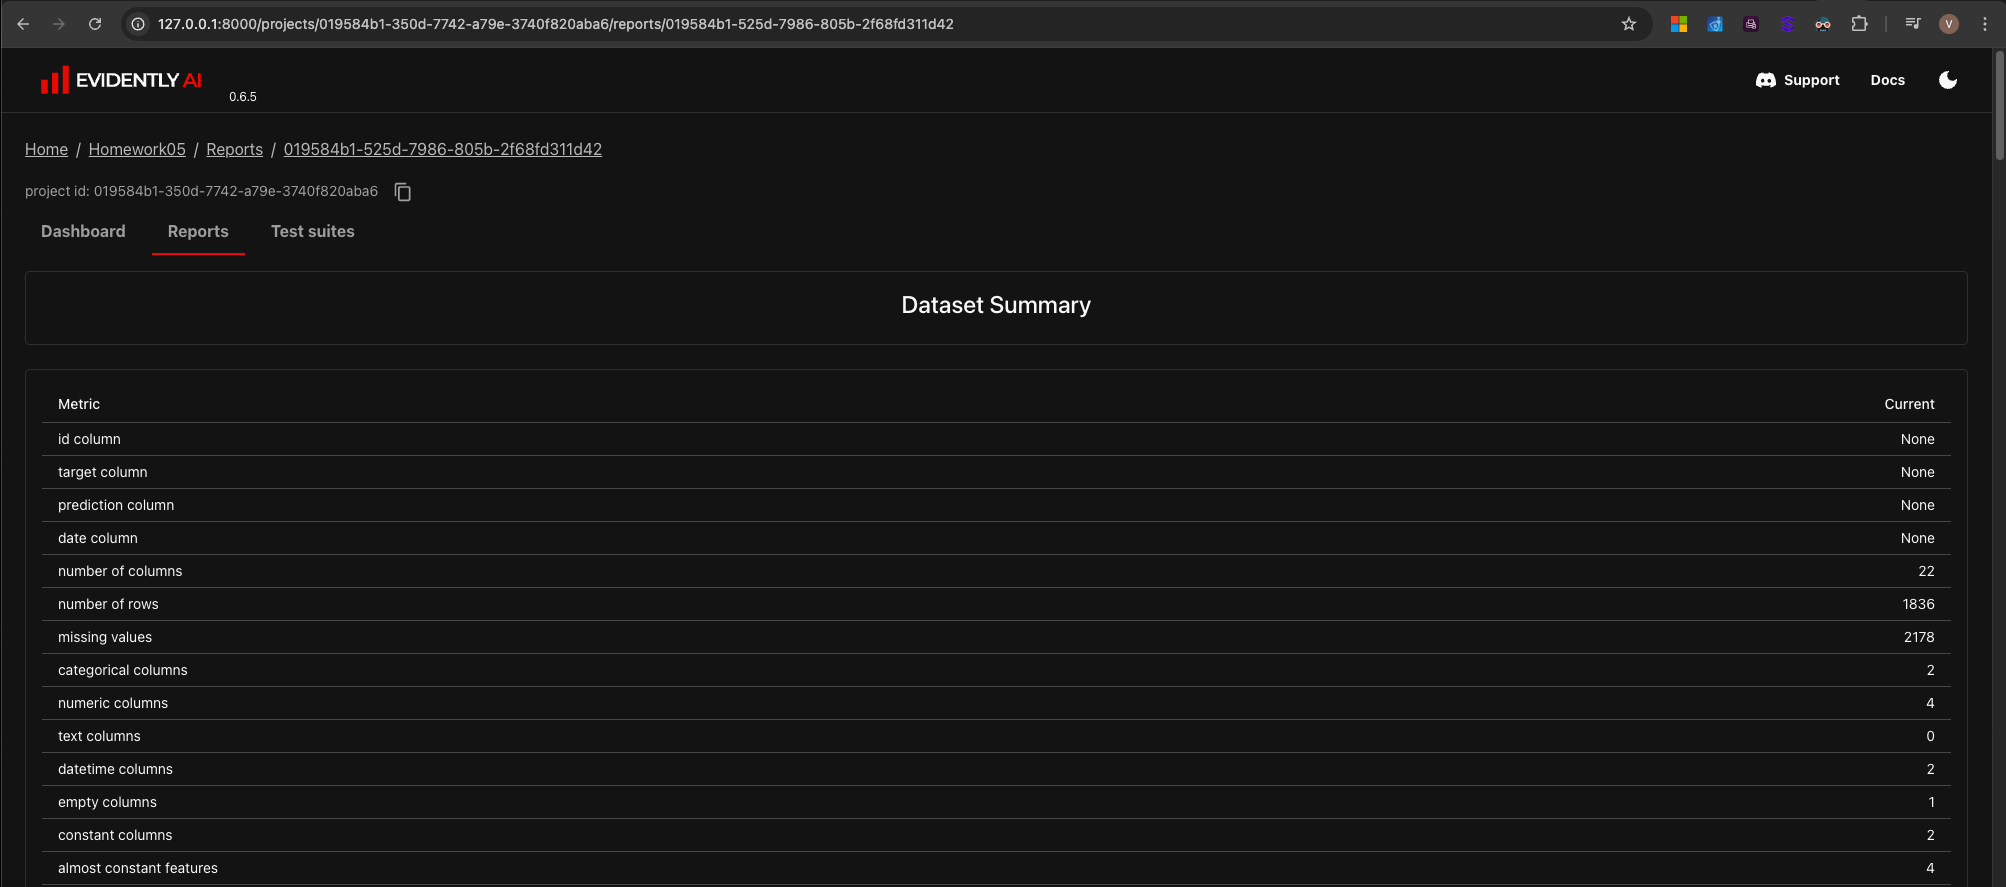 127.0.0.1:8000/projects/019584b1-350d-7742-a79e-3740f820aba6/reports/019584b1-525d-7986-805b-2f68fd311d42
V
EVIDENTLY AI
0.6.5
Support
Docs
Home / Homework05 / Reports / 019584b1-525d-7986-805b-2f68fd311d42
project id: 019584b1-350d-7742-a79e-3740f820aba6
Dashboard
Reports
Test suites
Dataset Summary
Metric Current
id column None
target column None
prediction column None
date column None
number of columns 22
number of rows 1836
missing values 2178
categorical columns 2
numeric columns 4
text columns 0
datetime columns 2
empty columns 1
constant columns 2
almost constant features 4